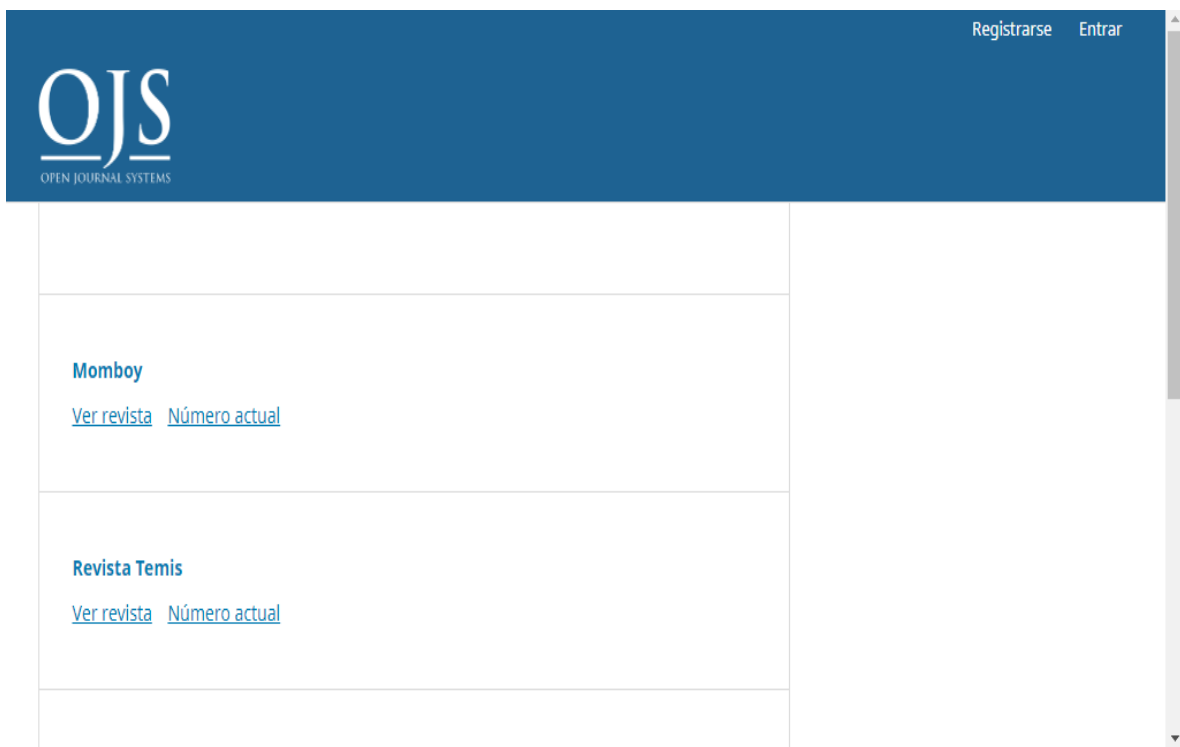 Registrarse Entrar
OJS
OPEN JOURNAL SYSTEMS
Momboy
Ver revista Número actual
Revista Temis
Ver revista Número actual